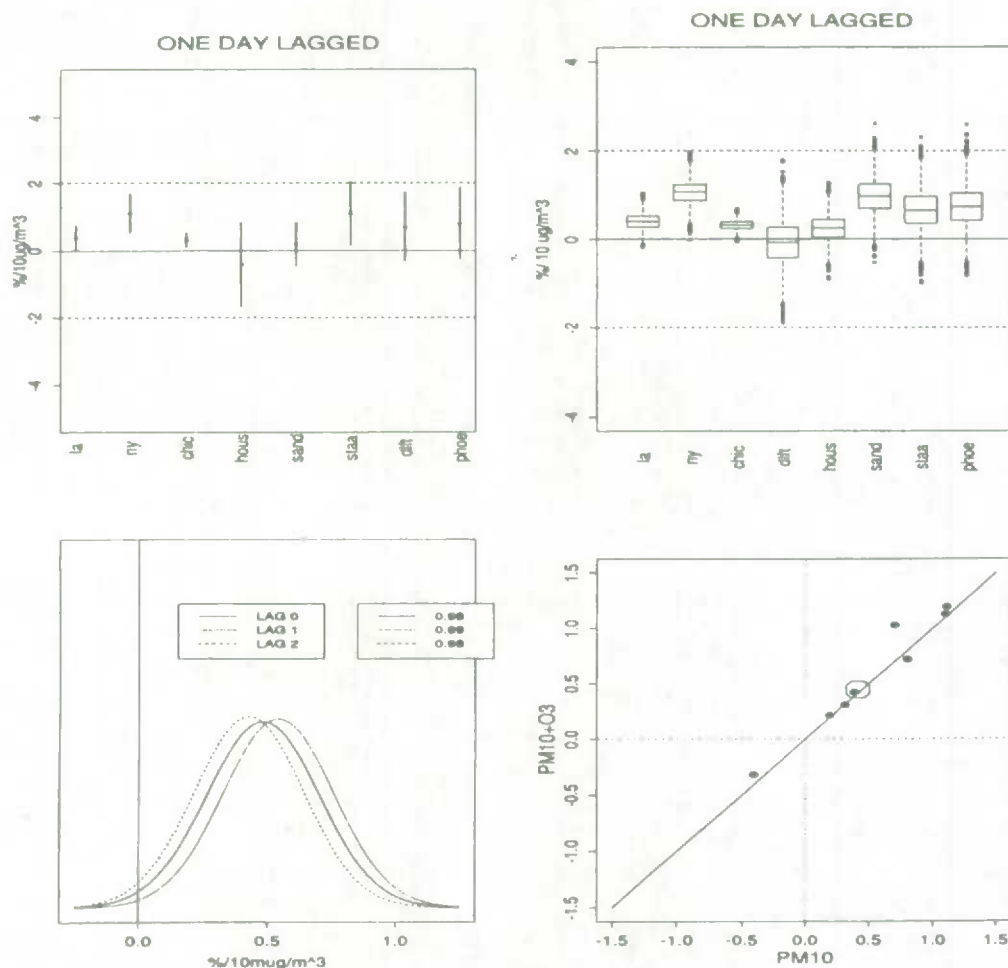 ONE DAY LAGGED
4
2
0
-2
-4
%/10ug/m^3
la
ny
chic
hous
sand
staa
dlft
phoe
ONE DAY LAGGED
4
2
0
-2
-4
%/10 ug/m^3
la
ny
chic
dlft
hous
sand
staa
phoe
LAG 0
LAG 1
LAG 2
0.0
0.5
1.0
%/10mug/m^3
1.5
1.0
0.5
0.0
-0.5
-1.0
-1.5
PM10+O3
-1.5
-1.0
-0.5
0.0
0.5
1.0
1.5
PM10